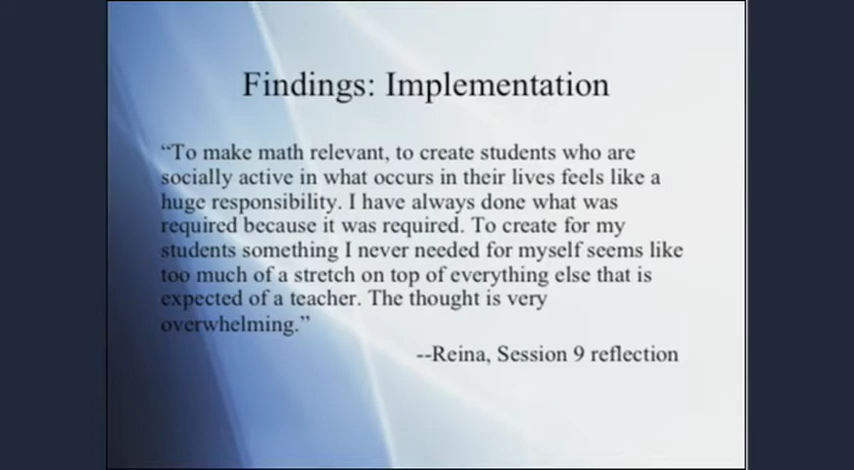 Findings: Implementation
“To make math relevant, to create students who are
socially active in what occurs in their lives feels like a
huge responsibility. I have always done what was
required because it was required. To create for my
students something I never needed for myself seems like
too much of a stretch on top of everything else that is
expected of a teacher. The thought is very
overwhelming.”
--Reina, Session 9 reflection